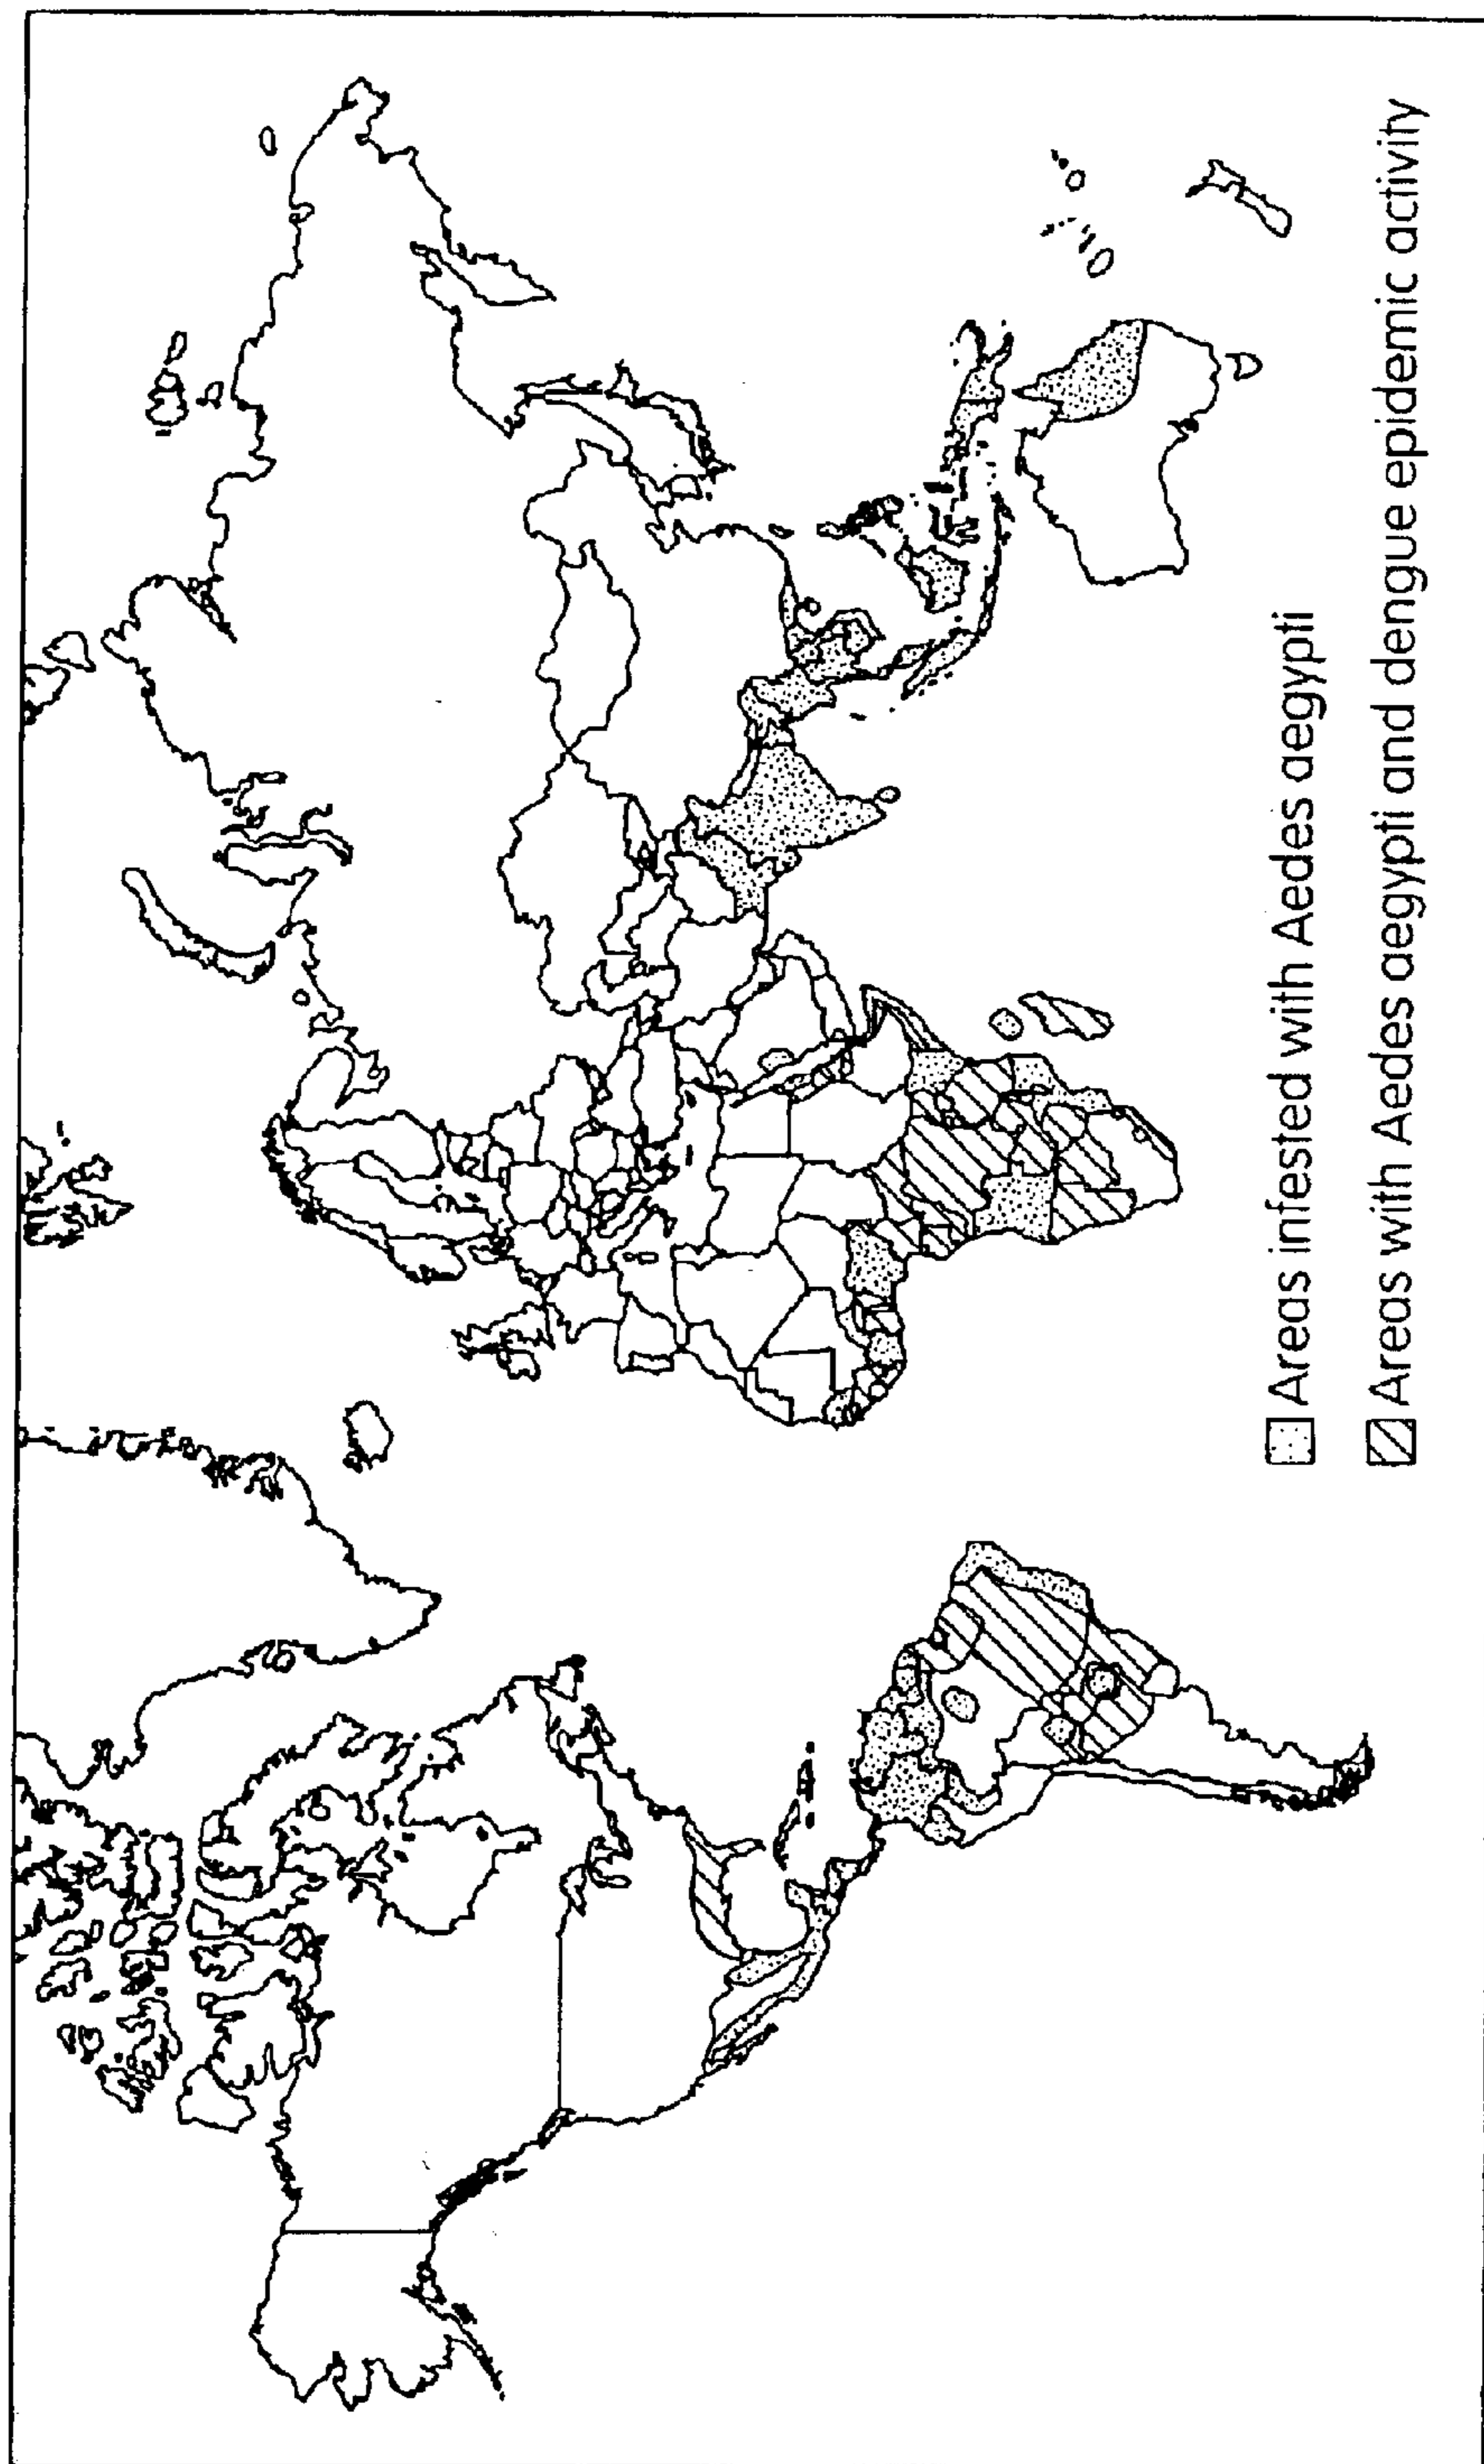 Areas infested with Aedes aegypti
Areas with Aedes aegypti and dengue epidemic activity